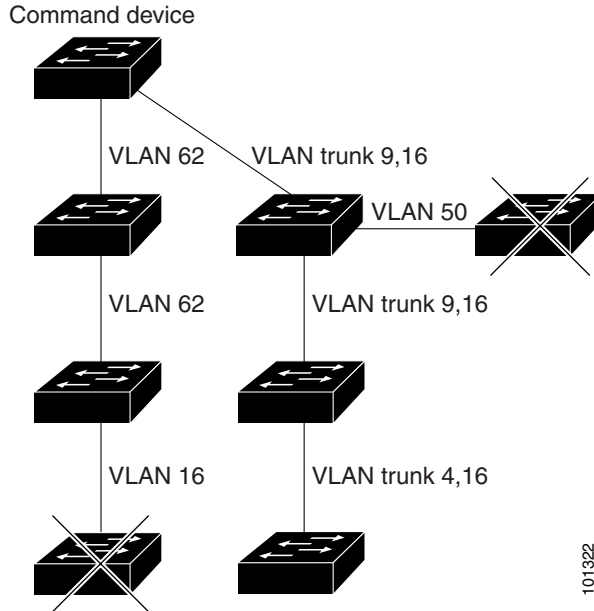 Command device
VLAN 62
VLAN trunk 9,16
VLAN 50
VLAN 62
VLAN trunk 9,16
VLAN 16
VLAN trunk 4,16
101322